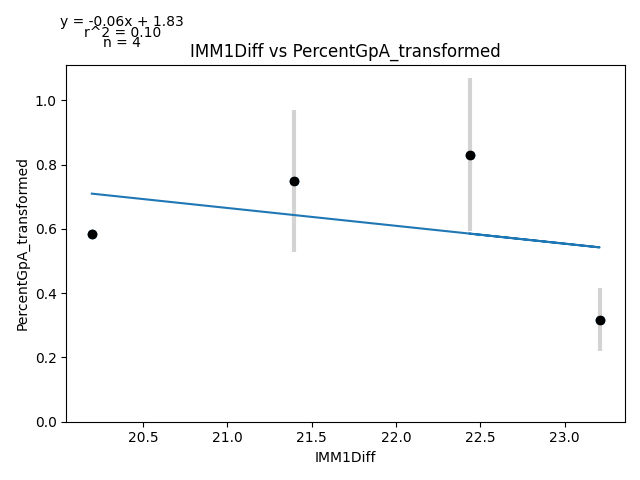 y = -0.06x + 1.83
r^2 = 0.10
n = 4
IMM1Diff vs PercentGpA_transformed
PercentGpA_transformed
1.0
0.8
0.6
0.4
0.2
0.0
20.5 21.0 21.5 22.0 22.5 23.0
IMM1Diff